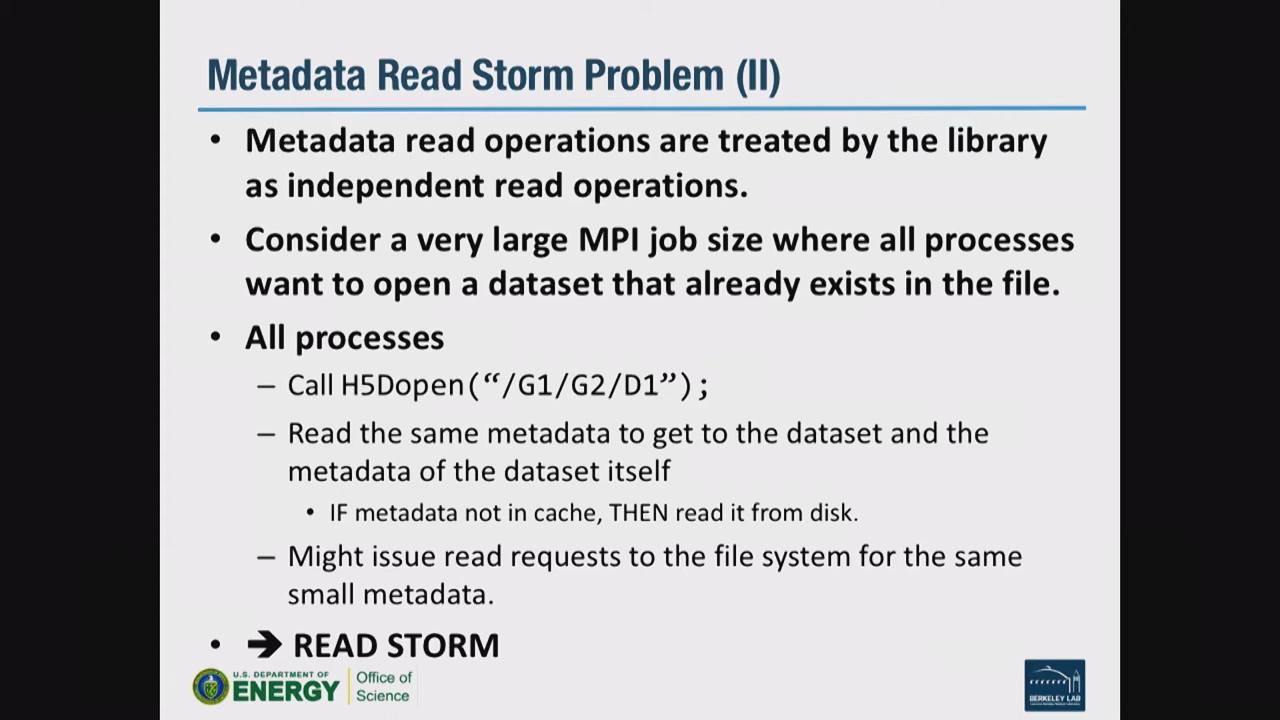 Metadata Read Storm Problem (II)
• Metadata read operations are treated by the library
as independent read operations.
• Consider a very large MPI job size where all processes
want to open a dataset that already exists in the file.
• All processes
– Call H5Dopen(“/G1/G2/D1”);
– Read the same metadata to get to the dataset and the
metadata of the dataset itself
• IF metadata not in cache, THEN read it from disk.
– Might issue read requests to the file system for the same
small metadata.
• ➔ READ STORM
U.S. DEPARTMENT OF
ENERGY
Office of
Science
BERKELEY LAB